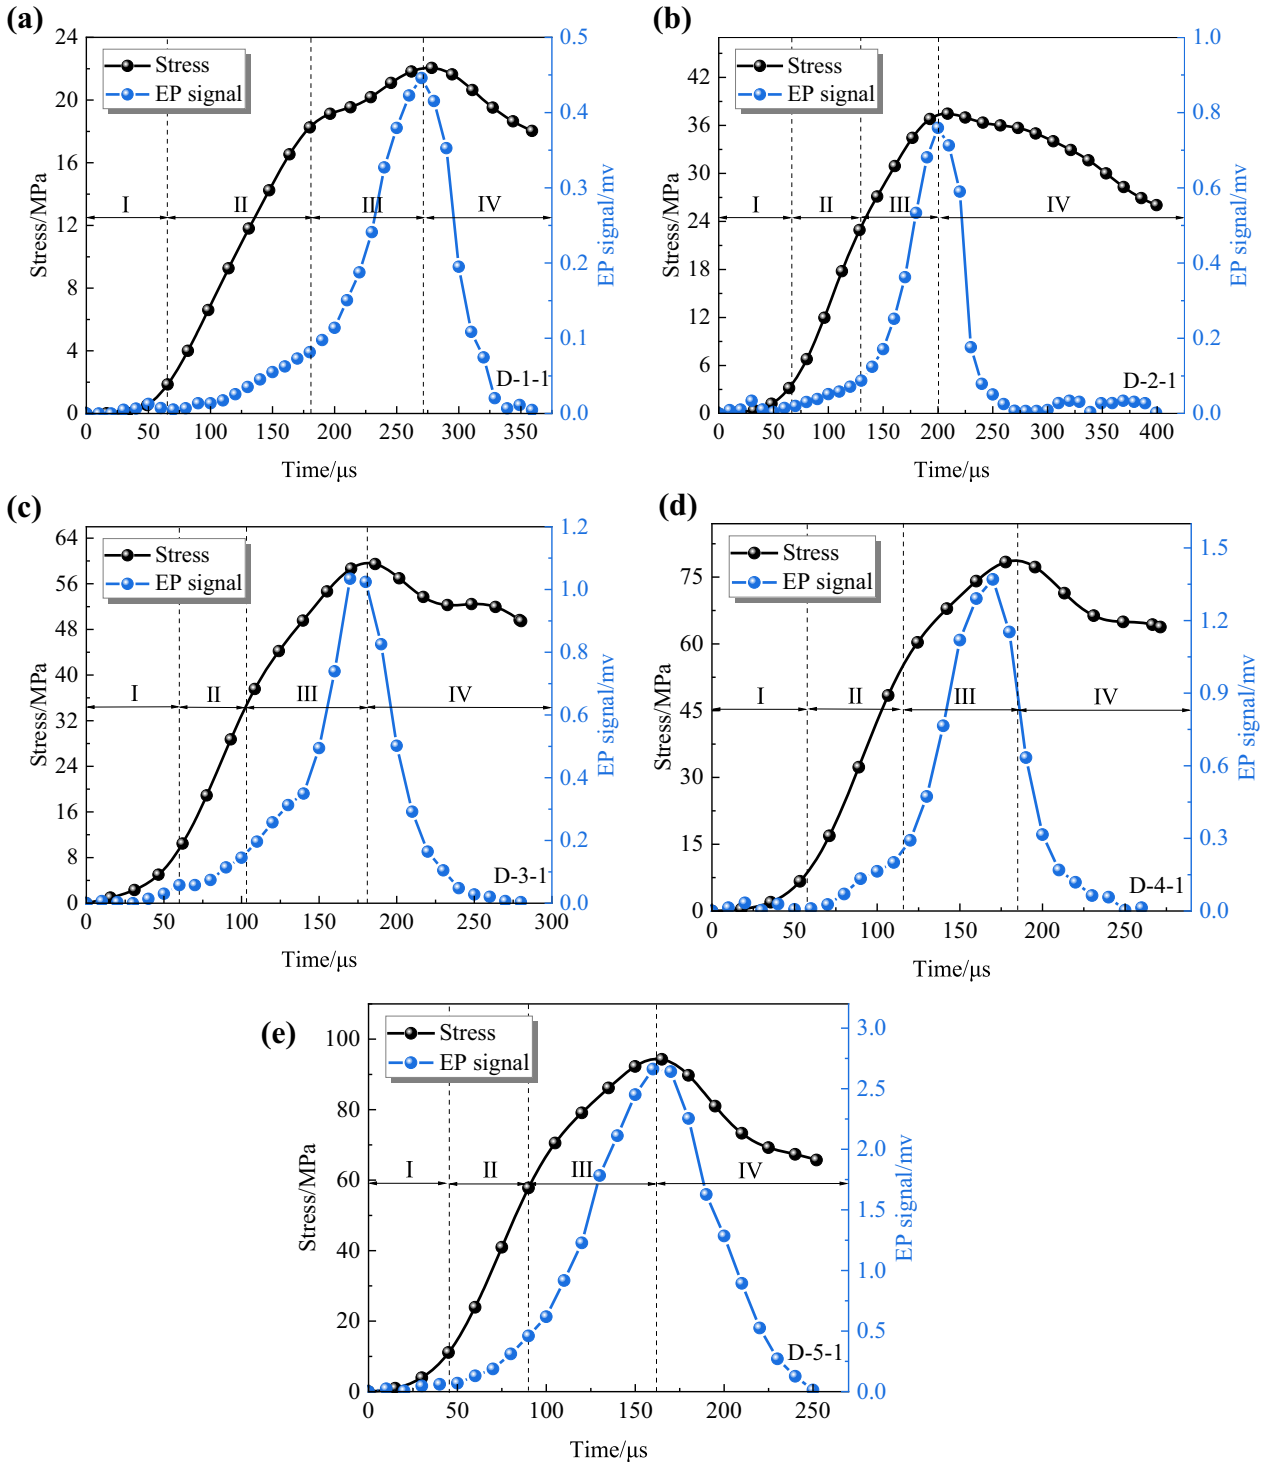 (a)
Stress
EP signal
Stress/MPa
24
20
16
12
8
4
0
EP signal/mv
0.5
0.4
0.3
0.2
0.1
0.0
I
II
III
IV
D-1-1
0 50 100 150 200 250 300 350
Time/μs
(b)
Stress
EP signal
Stress/MPa
42
36
30
24
18
12
6
0
EP signal/mv
1.0
0.8
0.6
0.4
0.2
0.0
I
II
III
IV
D-2-1
0 50 100 150 200 250 300 350 400
Time/μs
(c)
Stress
EP signal
Stress/MPa
64
56
48
40
32
24
16
8
0
EP signal/mv
1.2
1.0
0.8
0.6
0.4
0.2
0.0
I
II
III
IV
D-3-1
0 50 100 150 200 250 300
Time/μs
(d)
Stress
EP signal
Stress/MPa
75
60
45
30
15
0
EP signal/mv
1.5
1.2
0.9
0.6
0.3
0.0
I
II
III
IV
D-4-1
0 50 100 150 200 250
Time/μs
(e)
Stress
EP signal
Stress/MPa
100
80
60
40
20
0
EP signal/mv
3.0
2.5
2.0
1.5
1.0
0.5
0.0
I
II
III
IV
D-5-1
0 50 100 150 200 250
Time/μs